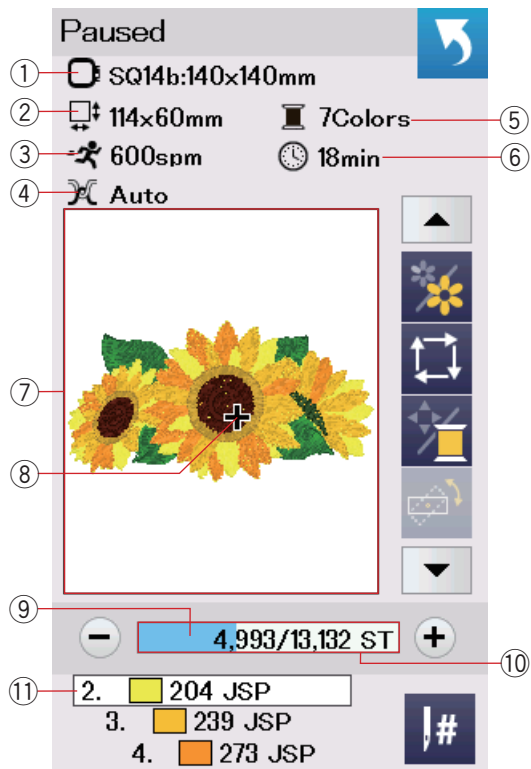 Paused
① SQ14b:140x140mm
② 114x60mm 7Colors ⑤
③ 600spm 18min ⑥
④ Auto
⑦
⑧
⑨
− 4,993/13,132 ST +
⑩
⑪ 2. 204 JSP
3. 239 JSP
4. 273 JSP
#